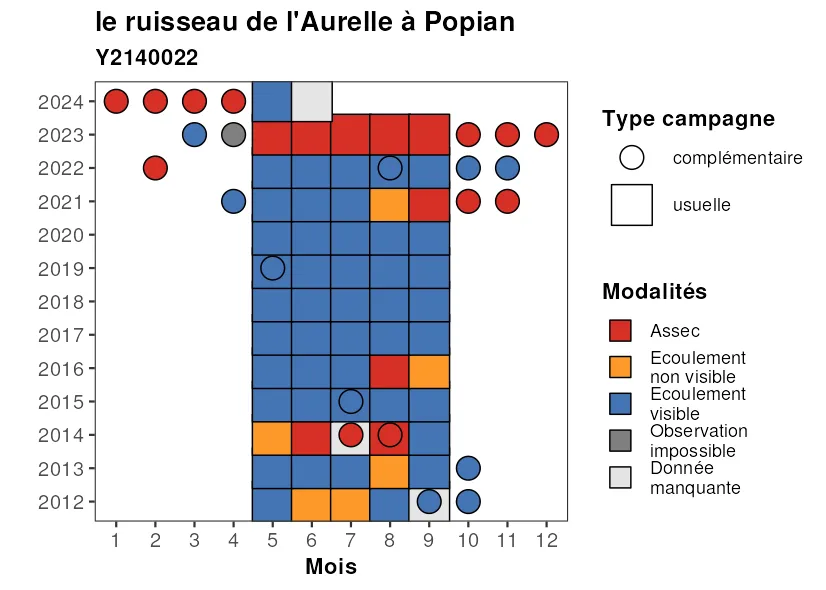 le ruisseau de l'Aurelle à Popian
Y2140022
2024
2023
2022
2021
2020
2019
2018
2017
2016
2015
2014
2013
2012
1 2 3 4 5 6 7 8 9 10 11 12
Mois
Type campagne
complémentaire
usuelle
Modalités
Assec
Ecoulement
non visible
Ecoulement
visible
Observation
impossible
Donnée
manquante